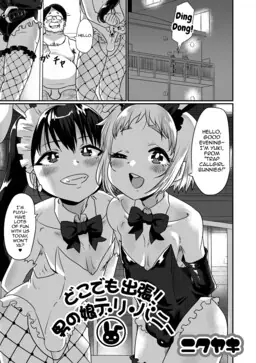 DING
DONG!
HELLO.
HELLO,
GOOD
EVENING-
I'M YUKI,
FROM "TRAP
CALLGIRL
BUNNIES!"
I'M
FUYU-
HAVE LOTS
OF FUN
WITH US
TODAY,
WON'T
YA?
どこでも出張!
男の娘デリ・バニー
ニクヤキ